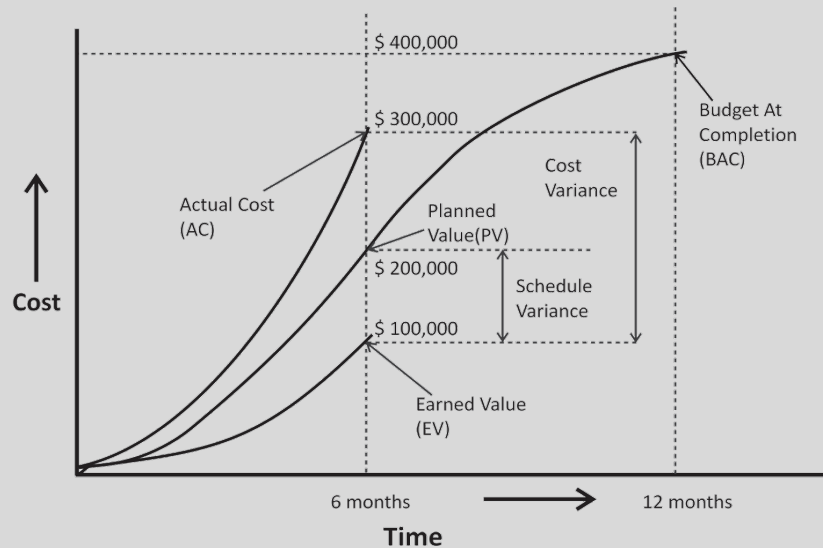 $ 400,000
Budget At
Completion
(BAC)
$ 300,000
Cost
Variance
Actual Cost
(AC)
Planned
Value(PV)
$ 200,000
Schedule
Variance
Cost
$ 100,000
Earned Value
(EV)
6 months
12 months
Time